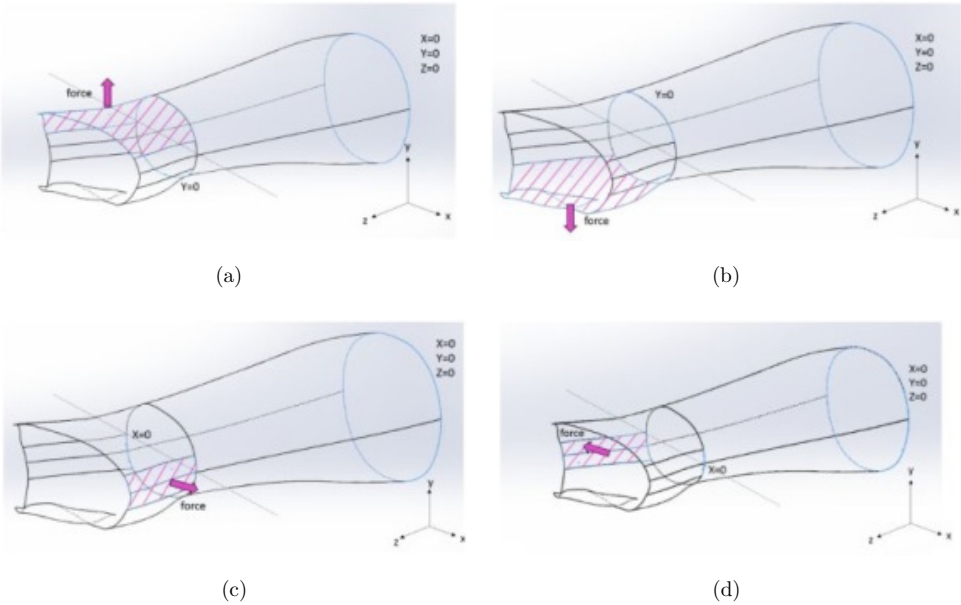 X=0
Y=0
Z=0
force
Y=0
y
z
x
(a)
X=0
Y=0
Z=0
Y=0
force
y
z
x
(b)
X=0
Y=0
Z=0
X=0
force
y
z
x
(c)
X=0
Y=0
Z=0
force
X=0
y
z
x
(d)